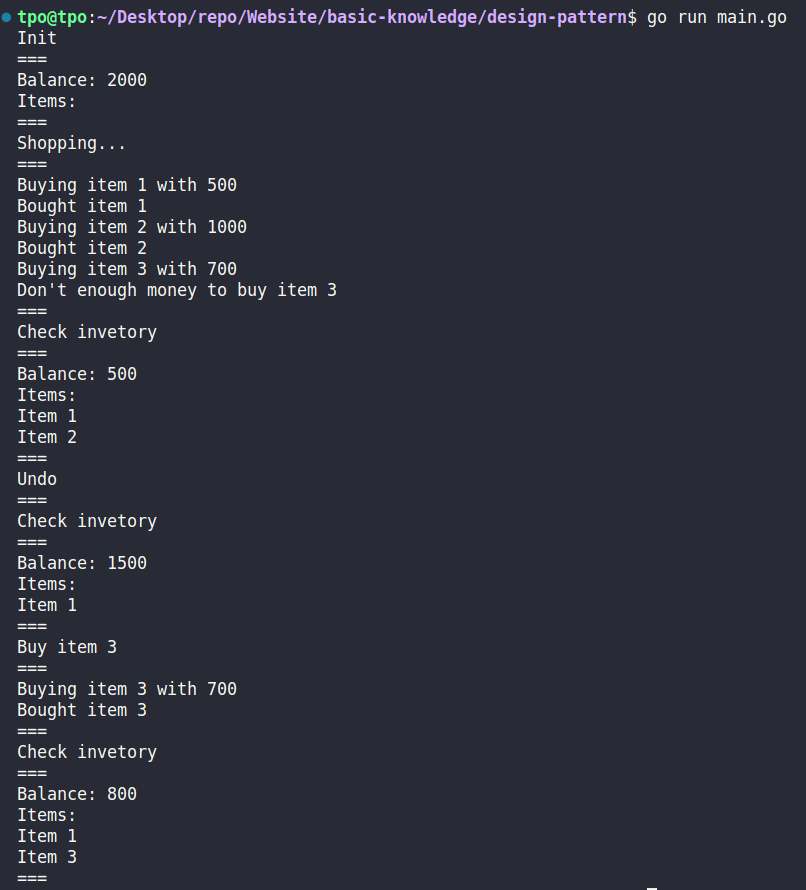 tpo@tpo:~/Desktop/repo/Website/basic-knowledge/design-pattern$ go run main.go
Init
===
Balance: 2000
Items:
===
Shopping...
===
Buying item 1 with 500
Bought item 1
Buying item 2 with 1000
Bought item 2
Buying item 3 with 700
Don't enough money to buy item 3
===
Check invetory
===
Balance: 500
Items:
Item 1
Item 2
===
Undo
===
Check invetory
===
Balance: 1500
Items:
Item 1
===
Buy item 3
===
Buying item 3 with 700
Bought item 3
===
Check invetory
===
Balance: 800
Items:
Item 1
Item 3
===